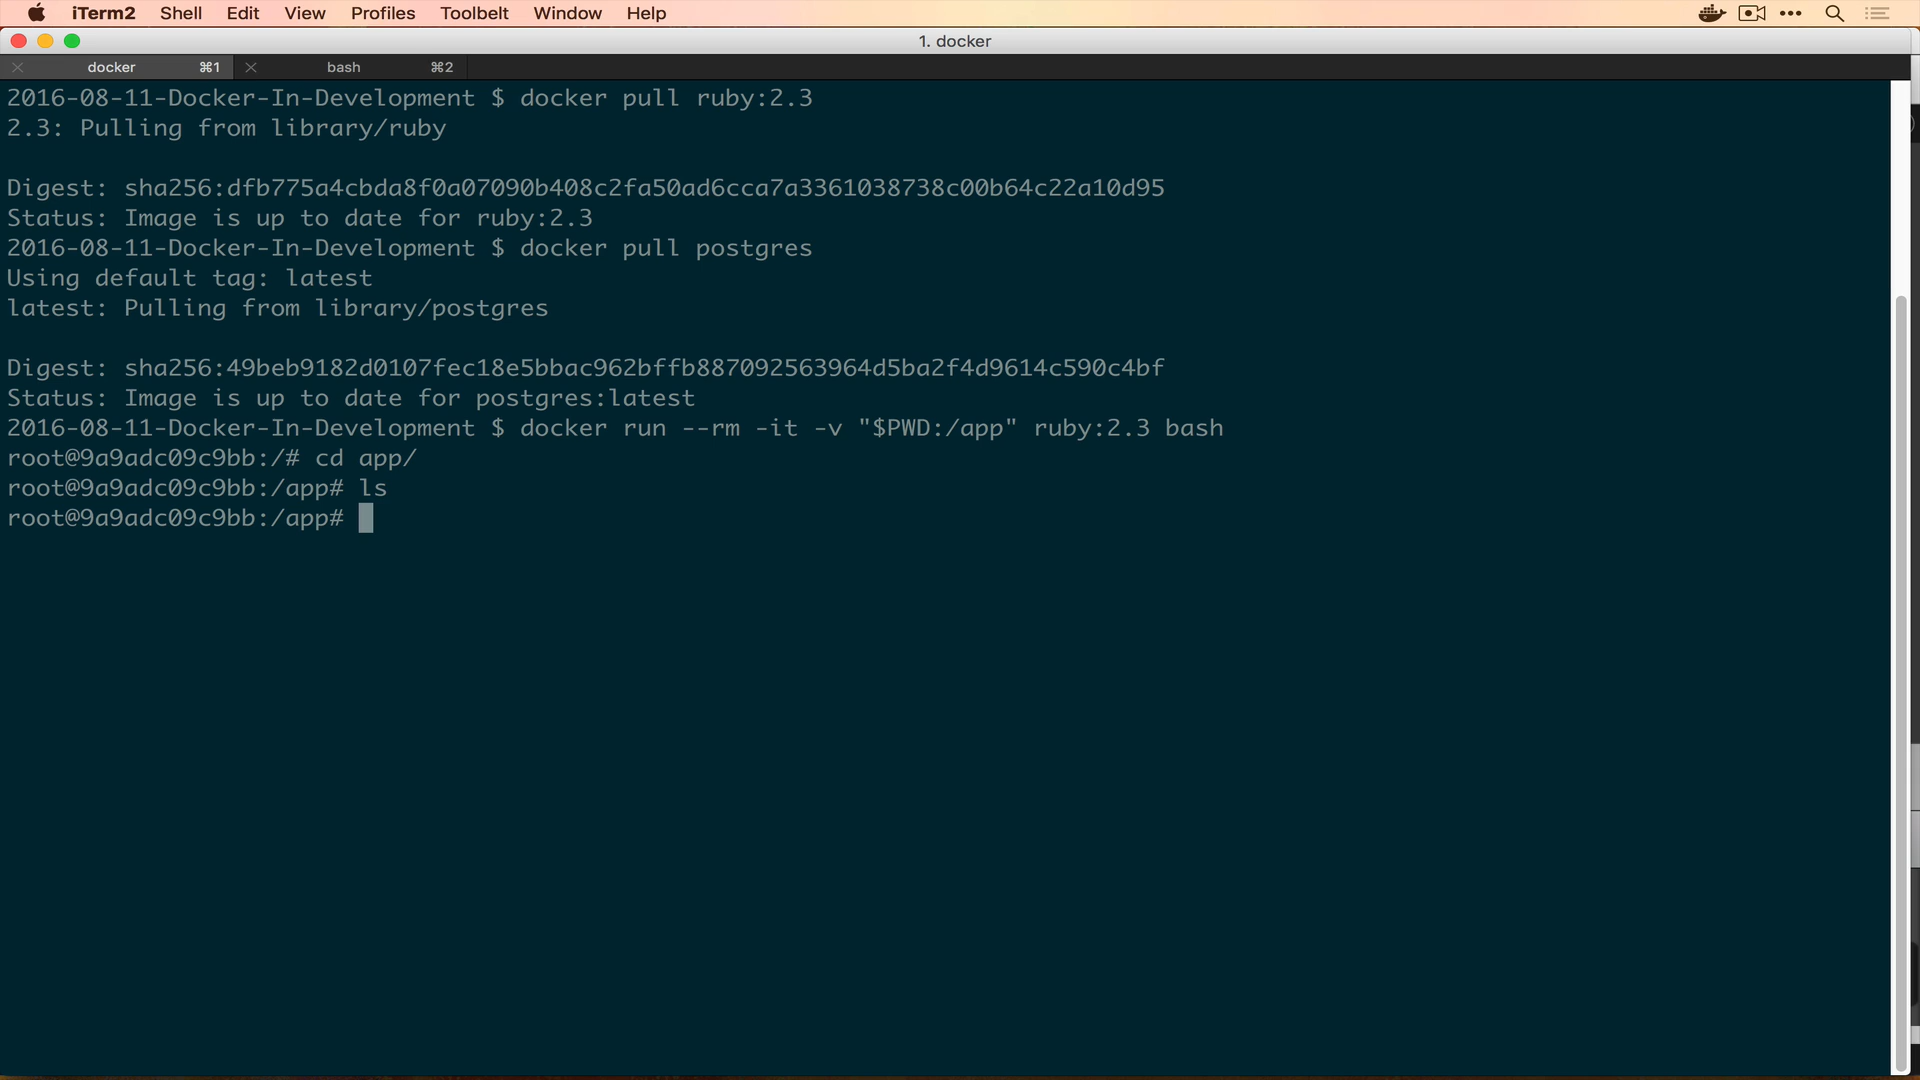 iTerm2 Shell Edit View Profiles Toolbelt Window Help
1. docker
docker ⌘1 bash ⌘2
2016-08-11-Docker-In-Development $ docker pull ruby:2.3
2.3: Pulling from library/ruby
Digest: sha256:dfb775a4cbda8f0a07090b408c2fa50ad6cca7a3361038738c00b64c22a10d95
Status: Image is up to date for ruby:2.3
2016-08-11-Docker-In-Development $ docker pull postgres
Using default tag: latest
latest: Pulling from library/postgres
Digest: sha256:49beb9182d0107fec18e5bbac962bffb887092563964d5ba2f4d9614c590c4bf
Status: Image is up to date for postgres:latest
2016-08-11-Docker-In-Development $ docker run --rm -it -v "$PWD:/app" ruby:2.3 bash
root@9a9adc09c9bb:/# cd app/
root@9a9adc09c9bb:/app# ls
root@9a9adc09c9bb:/app#